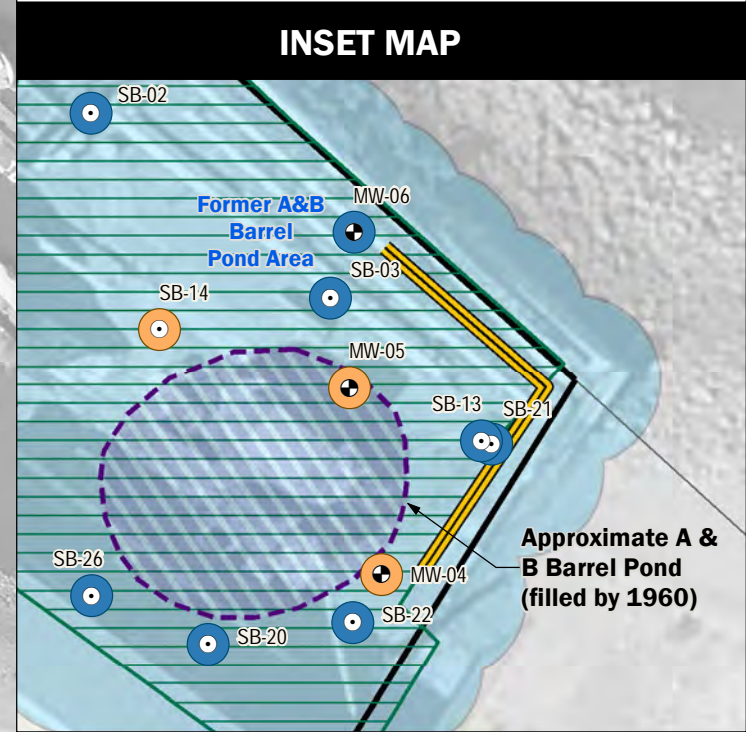 INSET MAP
SB-02
MW-06
Former A&B
Barrel
Pond Area
SB-03
SB-14
MW-05
SB-13
SB-21
Approximate A &
B Barrel Pond
(filled by 1960)
SB-26
MW-04
SB-22
SB-20